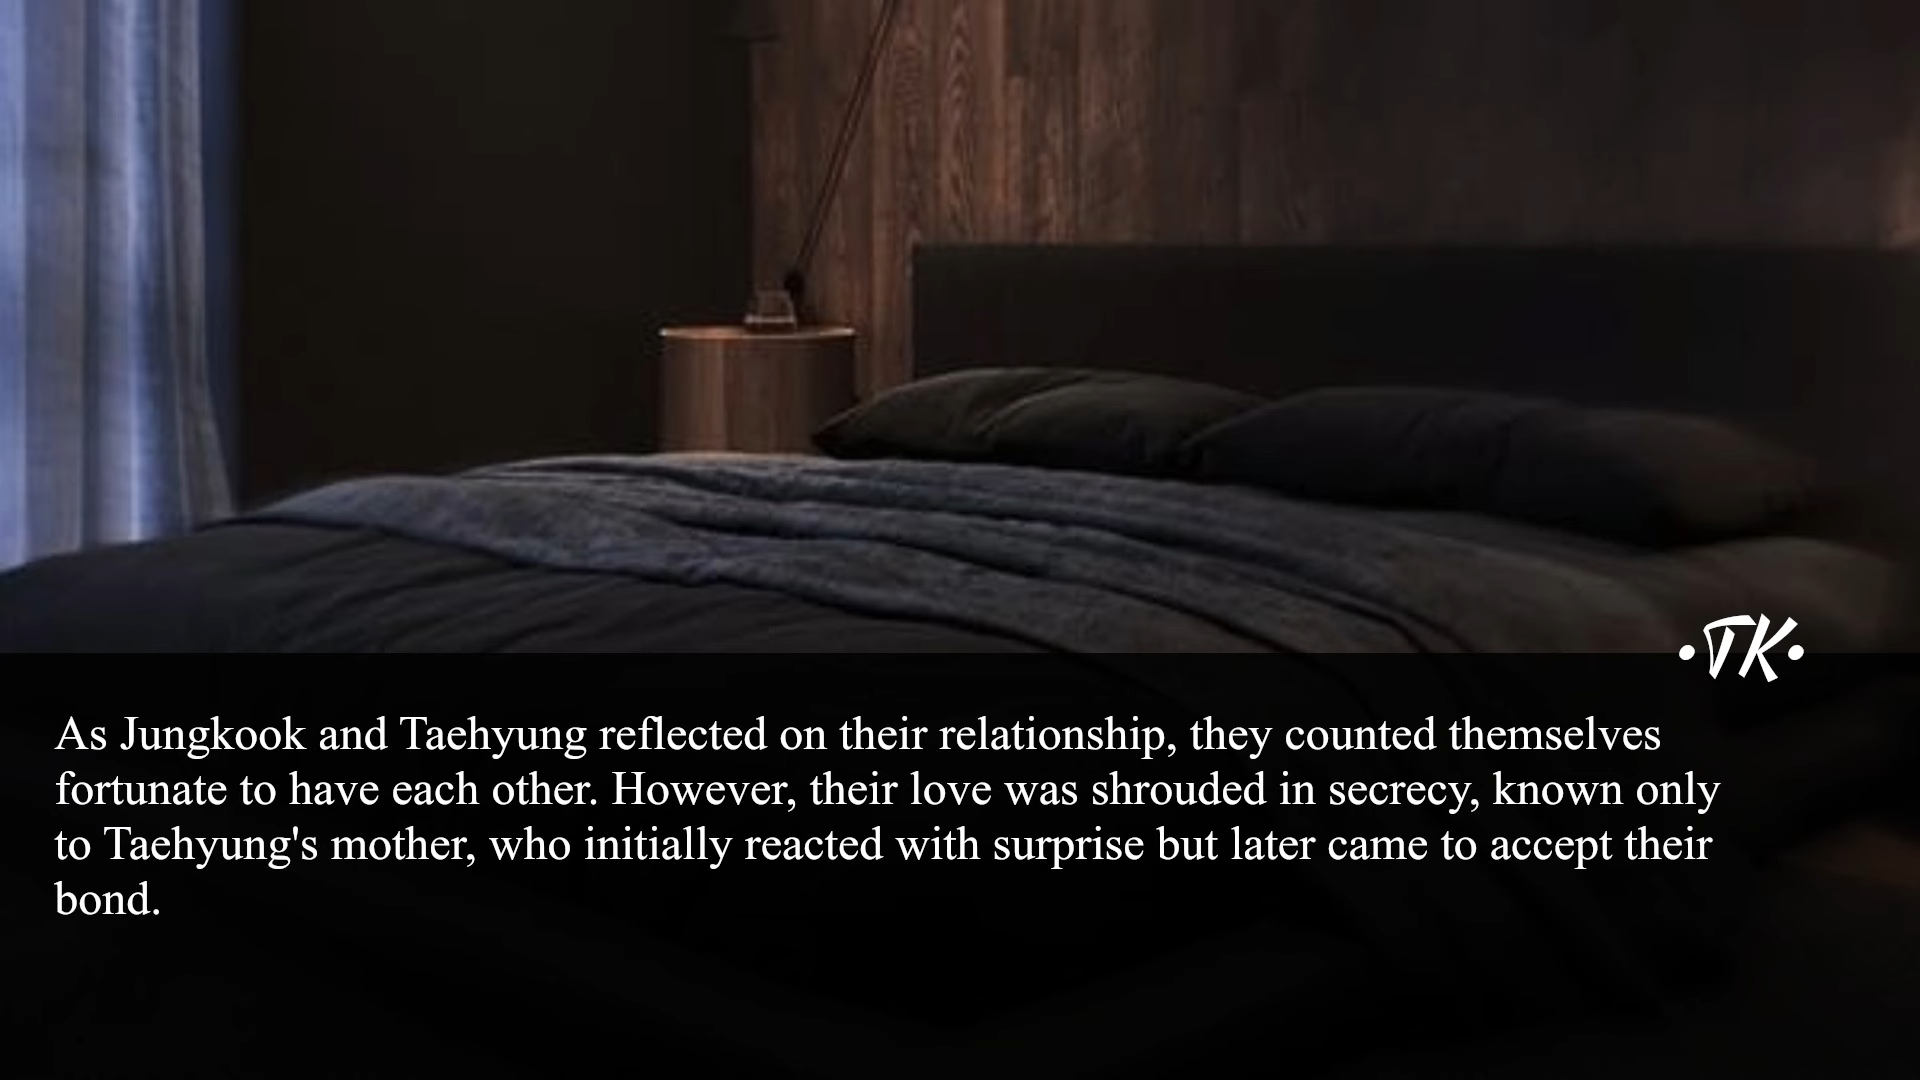 •TK•
As Jungkook and Taehyung reflected on their relationship, they counted themselves
fortunate to have each other. However, their love was shrouded in secrecy, known only
to Taehyung's mother, who initially reacted with surprise but later came to accept their
bond.